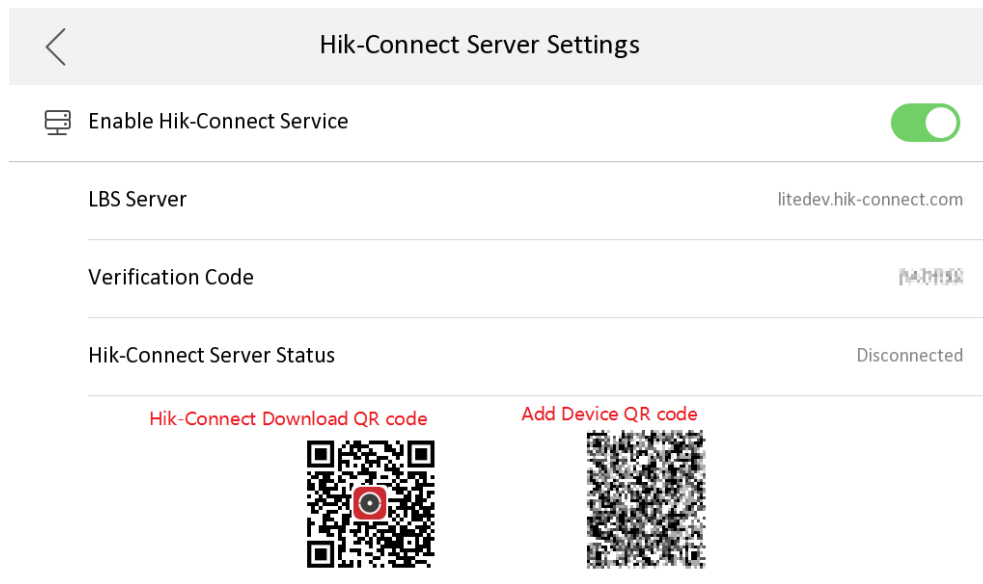 Hik-Connect Server Settings
Enable Hik-Connect Service
LBS Server
litedev.hik-connect.com
Verification Code
Hik-Connect Server Status
Disconnected
Hik-Connect Download QR code
Add Device QR code